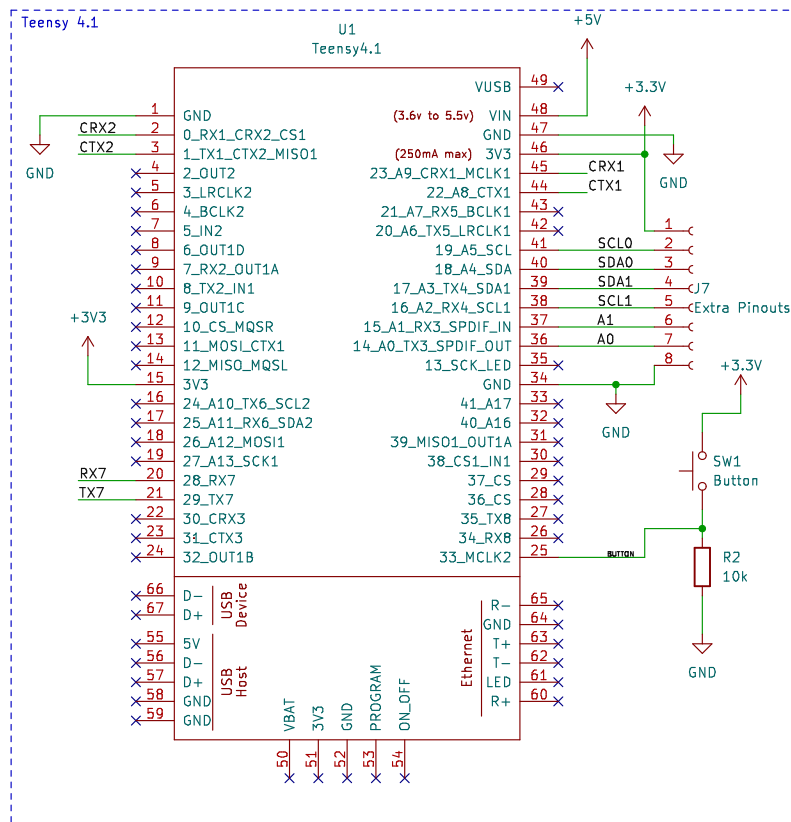 Teensy 4.1
U1
Teensy4.1
+5V
+3.3V
VUSB 49
1 GND
(3.6v to 5.5v) VIN 48
CRX2 2 0_RX1_CRX2_CS1
GND 47
CTX2 3 1_TX1_CTX2_MISO1
(250mA max) 3V3 46
GND
GND
4 2_OUT2
23_A9_CRX1_MCLK1 45 CRX1
5 3_LRCLK2
22_A8_CTX1 44 CTX1
6 4_BCLK2
21_A7_RX5_BCLK1 43
7 5_IN2
20_A6_TX5_LRCLK1 42
1
8 6_OUT1D
19_A5_SCL 41 SCL0 2
9 7_RX2_OUT1A
18_A4_SDA 40 SDA0 3
10 8_TX2_IN1
17_A3_TX4_SDA1 39 SDA1 4 J7
11 9_OUT1C
16_A2_RX4_SCL1 38 SCL1 5 Extra Pinouts
+3V3
12 10_CS_MQSR
15_A1_RX3_SPDIF_IN 37 A1 6
13 11_MOSI_CTX1
14_A0_TX3_SPDIF_OUT 36 A0 7
14 12_MISO_MQSL
13_SCK_LED 35
8
+3.3V
15 3V3
GND 34
GND
16 24_A10_TX6_SCL2
41_A17 33
17 25_A11_RX6_SDA2
40_A16 32
18 26_A12_MOSI1
39_MISO1_OUT1A 31
19 27_A13_SCK1
38_CS1_IN1 30
SW1
Button
RX7 20 28_RX7
37_CS 29
TX7 21 29_TX7
36_CS 28
22 30_CRX3
35_TX8 27
23 31_CTX3
34_RX8 26
24 32_OUT1B
33_MCLK2 25 BUTTON
R2
10k
GND
66 D-
67 D+
USB
Device
55 5V
56 D-
57 D+
58 GND
59 GND
USB
Host
Ethernet
R- 65
GND 64
T+ 63
T- 62
LED 61
R+ 60
VBAT 50
3V3 51
GND 52
PROGRAM 53
ON_OFF 54